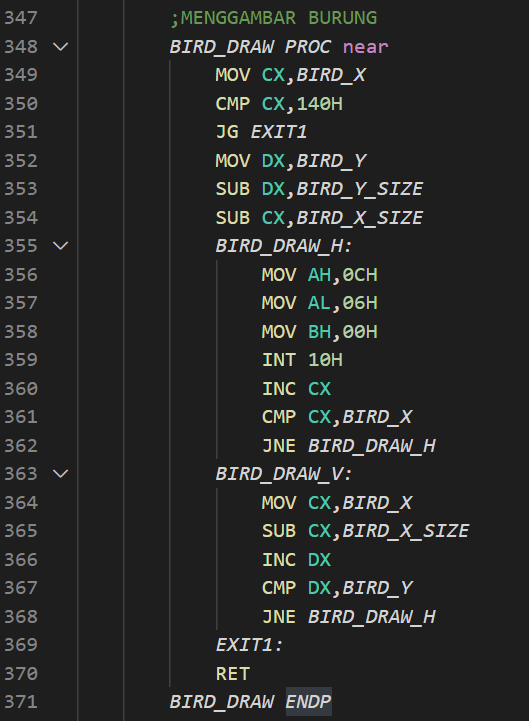 347 ;MENGGAMBAR BURUNG
348 BIRD_DRAW PROC near
349 MOV CX,BIRD_X
350 CMP CX,140H
351 JG EXIT1
352 MOV DX,BIRD_Y
353 SUB DX,BIRD_Y_SIZE
354 SUB CX,BIRD_X_SIZE
355 BIRD_DRAW_H:
356 MOV AH,0CH
357 MOV AL,06H
358 MOV BH,00H
359 INT 10H
360 INC CX
361 CMP CX,BIRD_X
362 JNE BIRD_DRAW_H
363 BIRD_DRAW_V:
364 MOV CX,BIRD_X
365 SUB CX,BIRD_X_SIZE
366 INC DX
367 CMP DX,BIRD_Y
368 JNE BIRD_DRAW_H
369 EXIT1:
370 RET
371 BIRD_DRAW ENDP